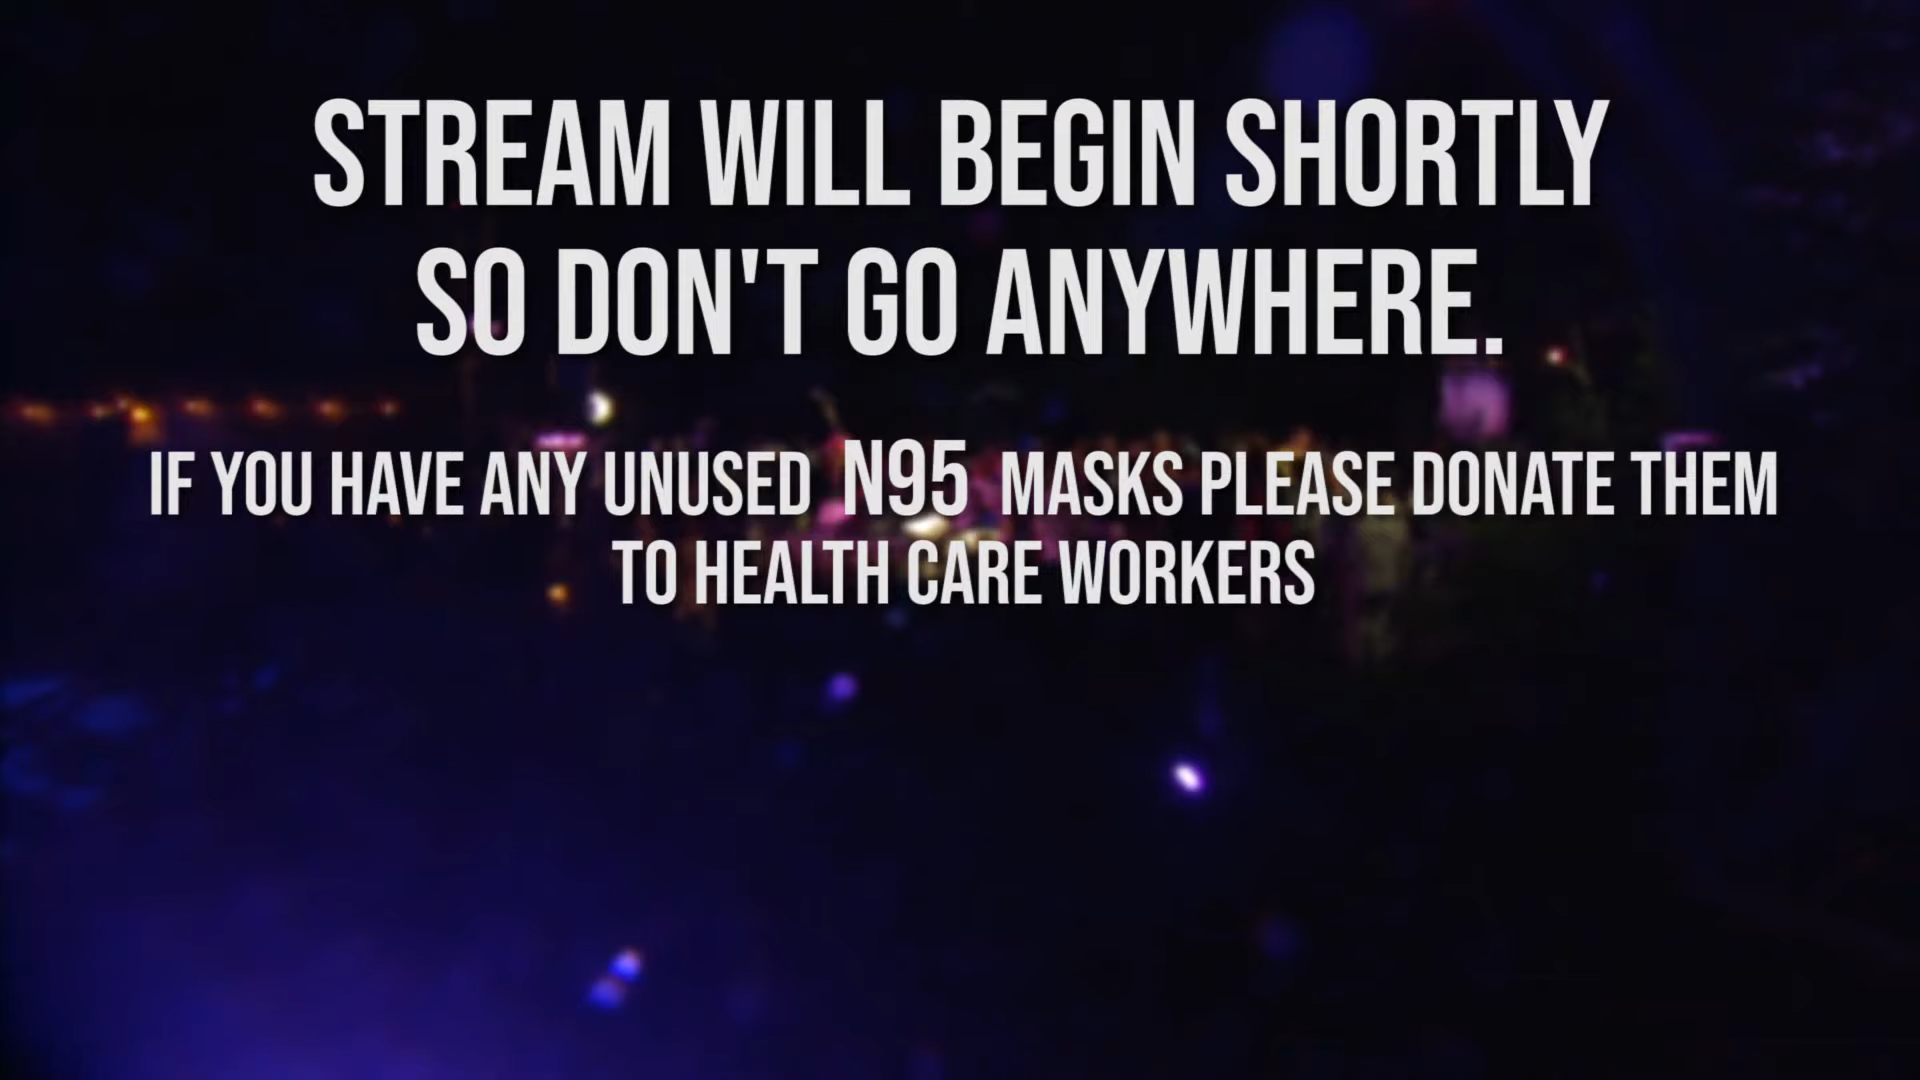 STREAM WILL BEGIN SHORTLY
SO DON'T GO ANYWHERE.
IF YOU HAVE ANY UNUSED N95 MASKS PLEASE DONATE THEM
TO HEALTH CARE WORKERS